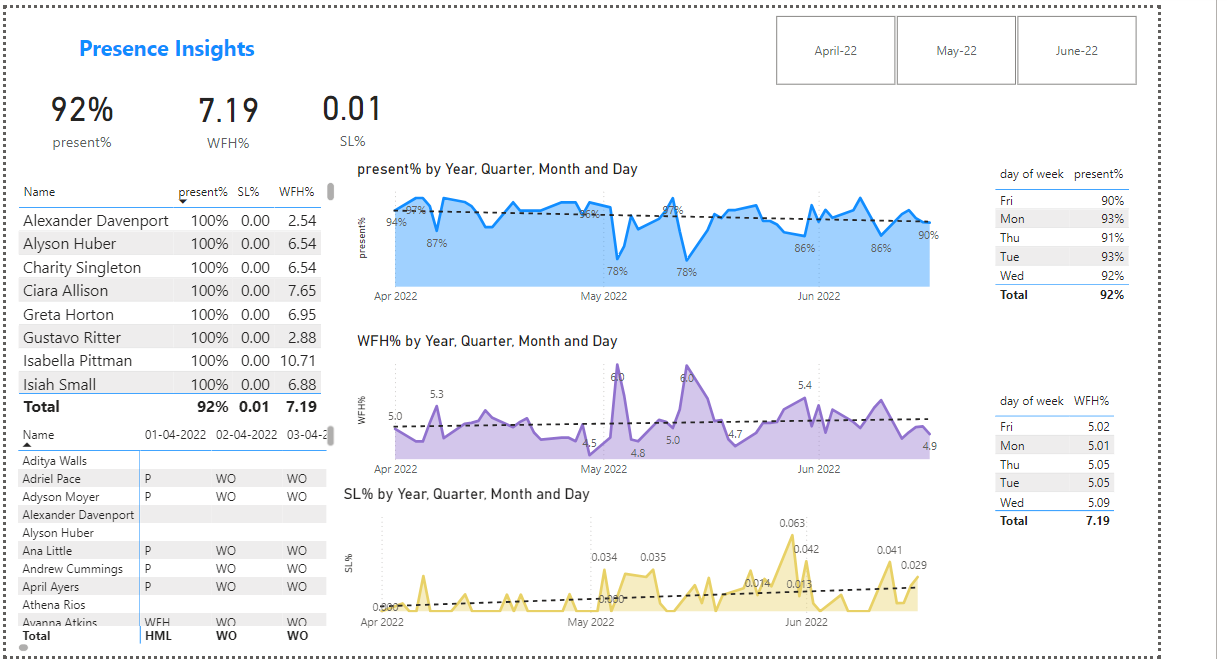 Presence Insights
April-22
May-22
June-22
92%
present%
7.19
WFH%
0.01
SL%
Name present% SL% WFH%
Alexander Davenport 100% 0.00 2.54
Alyson Huber 100% 0.00 6.54
Charity Singleton 100% 0.00 6.54
Ciara Allison 100% 0.00 7.65
Greta Horton 100% 0.00 6.95
Gustavo Ritter 100% 0.00 2.88
Isabella Pittman 100% 0.00 10.71
Isiah Small 100% 0.00 6.88
Total 92% 0.01 7.19
Name 01-04-2022 02-04-2022 03-04-2
Aditya Walls
Adriel Pace P WO WO
Adyson Moyer P WO WO
Alexander Davenport
Alyson Huber
Ana Little P WO WO
Andrew Cummings P WO WO
April Ayers P WO WO
Athena Rios
Ayanna Atkins WFH WO WO
Total HML WO WO
present% by Year, Quarter, Month and Day
present%
94%
97%
87%
96%
78%
97%
78%
86%
86%
90%
Apr 2022 May 2022 Jun 2022
WFH% by Year, Quarter, Month and Day
WFH%
5.0
5.3
4.5
6.0
4.8
5.0
6.0
4.7
5.4
4.9
Apr 2022 May 2022 Jun 2022
SL% by Year, Quarter, Month and Day
SL%
0.000
0.034
0.000
0.035
0.014
0.063
0.042
0.013
0.041
0.029
Apr 2022 May 2022 Jun 2022
day of week present%
Fri 90%
Mon 93%
Thu 91%
Tue 93%
Wed 92%
Total 92%
day of week WFH%
Fri 5.02
Mon 5.01
Thu 5.05
Tue 5.05
Wed 5.09
Total 7.19